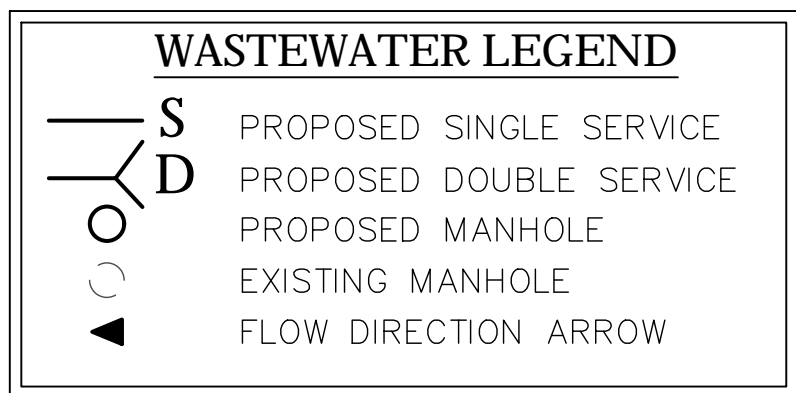 WASTEWATER LEGEND
S PROPOSED SINGLE SERVICE
D PROPOSED DOUBLE SERVICE
PROPOSED MANHOLE
EXISTING MANHOLE
FLOW DIRECTION ARROW